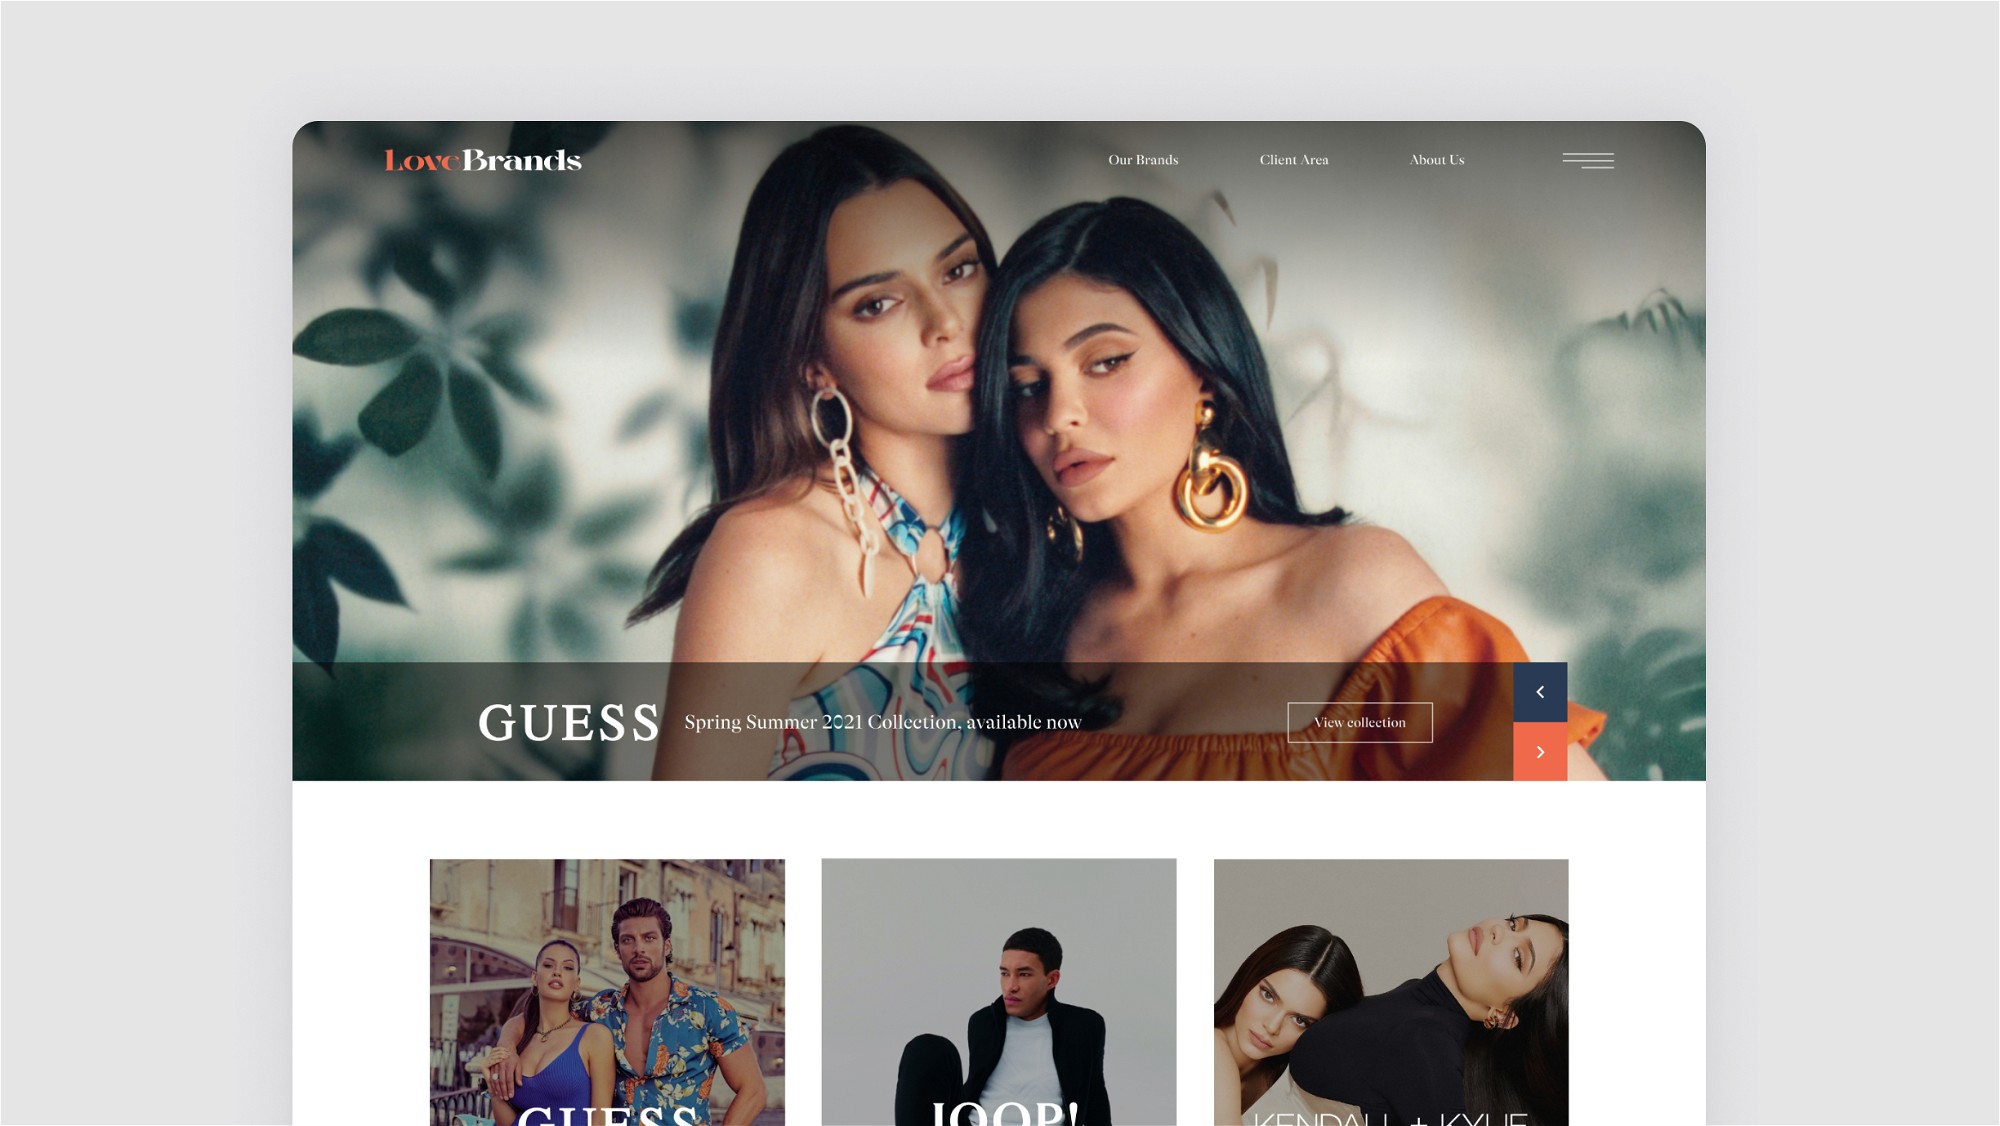 LoveBrands
Our Brands
Client Area
About Us
GUESS
Spring Summer 2021 Collection, available now
View collection
GUESS
JOOP!
KENDALL + KYLIE